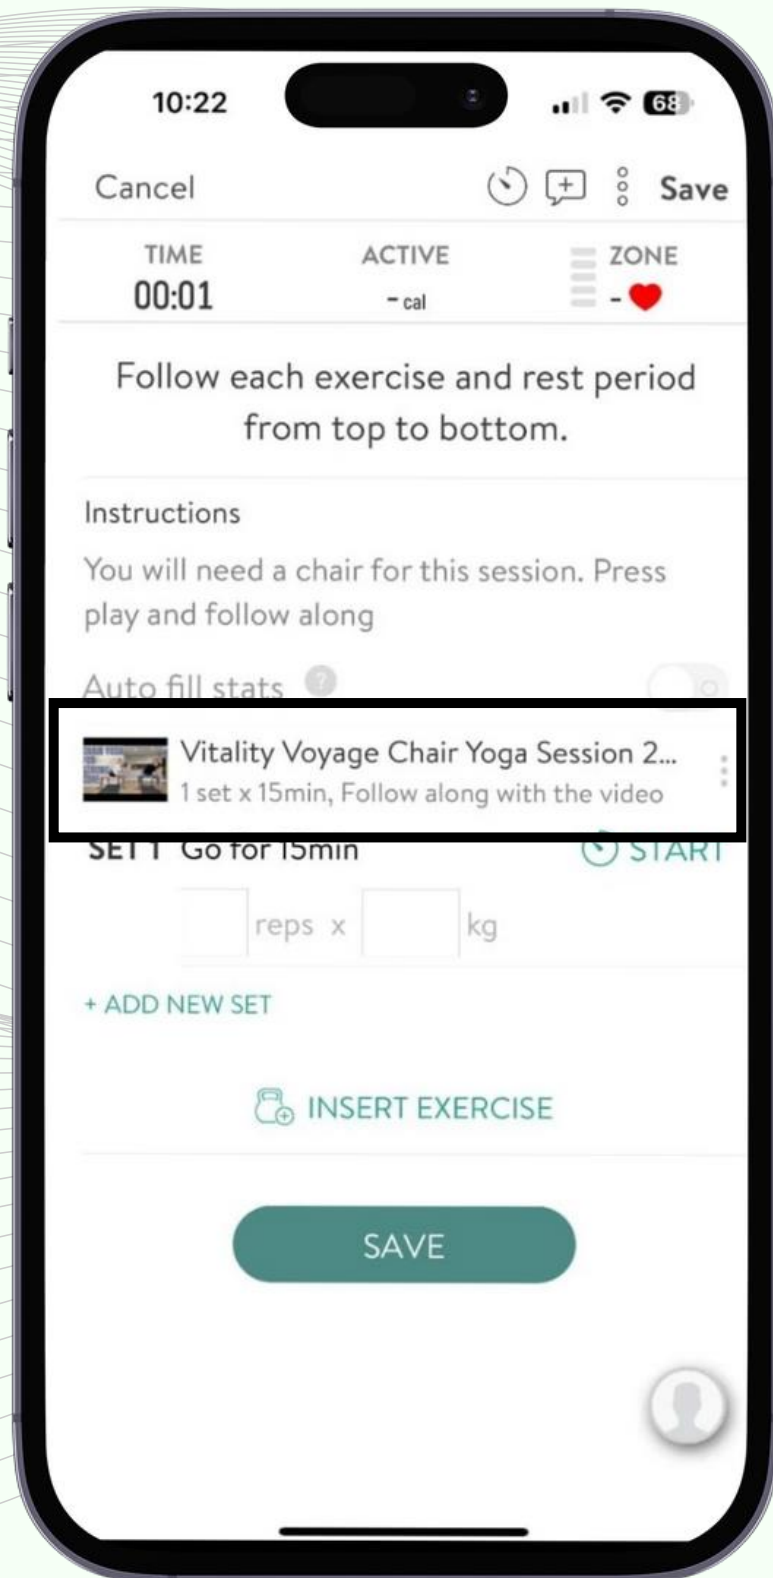 10:22
68
Cancel
Save
TIME
ACTIVE
ZONE
00:01
- cal
-
Follow each exercise and rest period
from top to bottom.
Instructions
You will need a chair for this session. Press
play and follow along
Auto fill stats ?
Vitality Voyage Chair Yoga Session 2...
1 set x 15min, Follow along with the video
SET 1 Go for 15min
START
reps x kg
+ ADD NEW SET
INSERT EXERCISE
SAVE